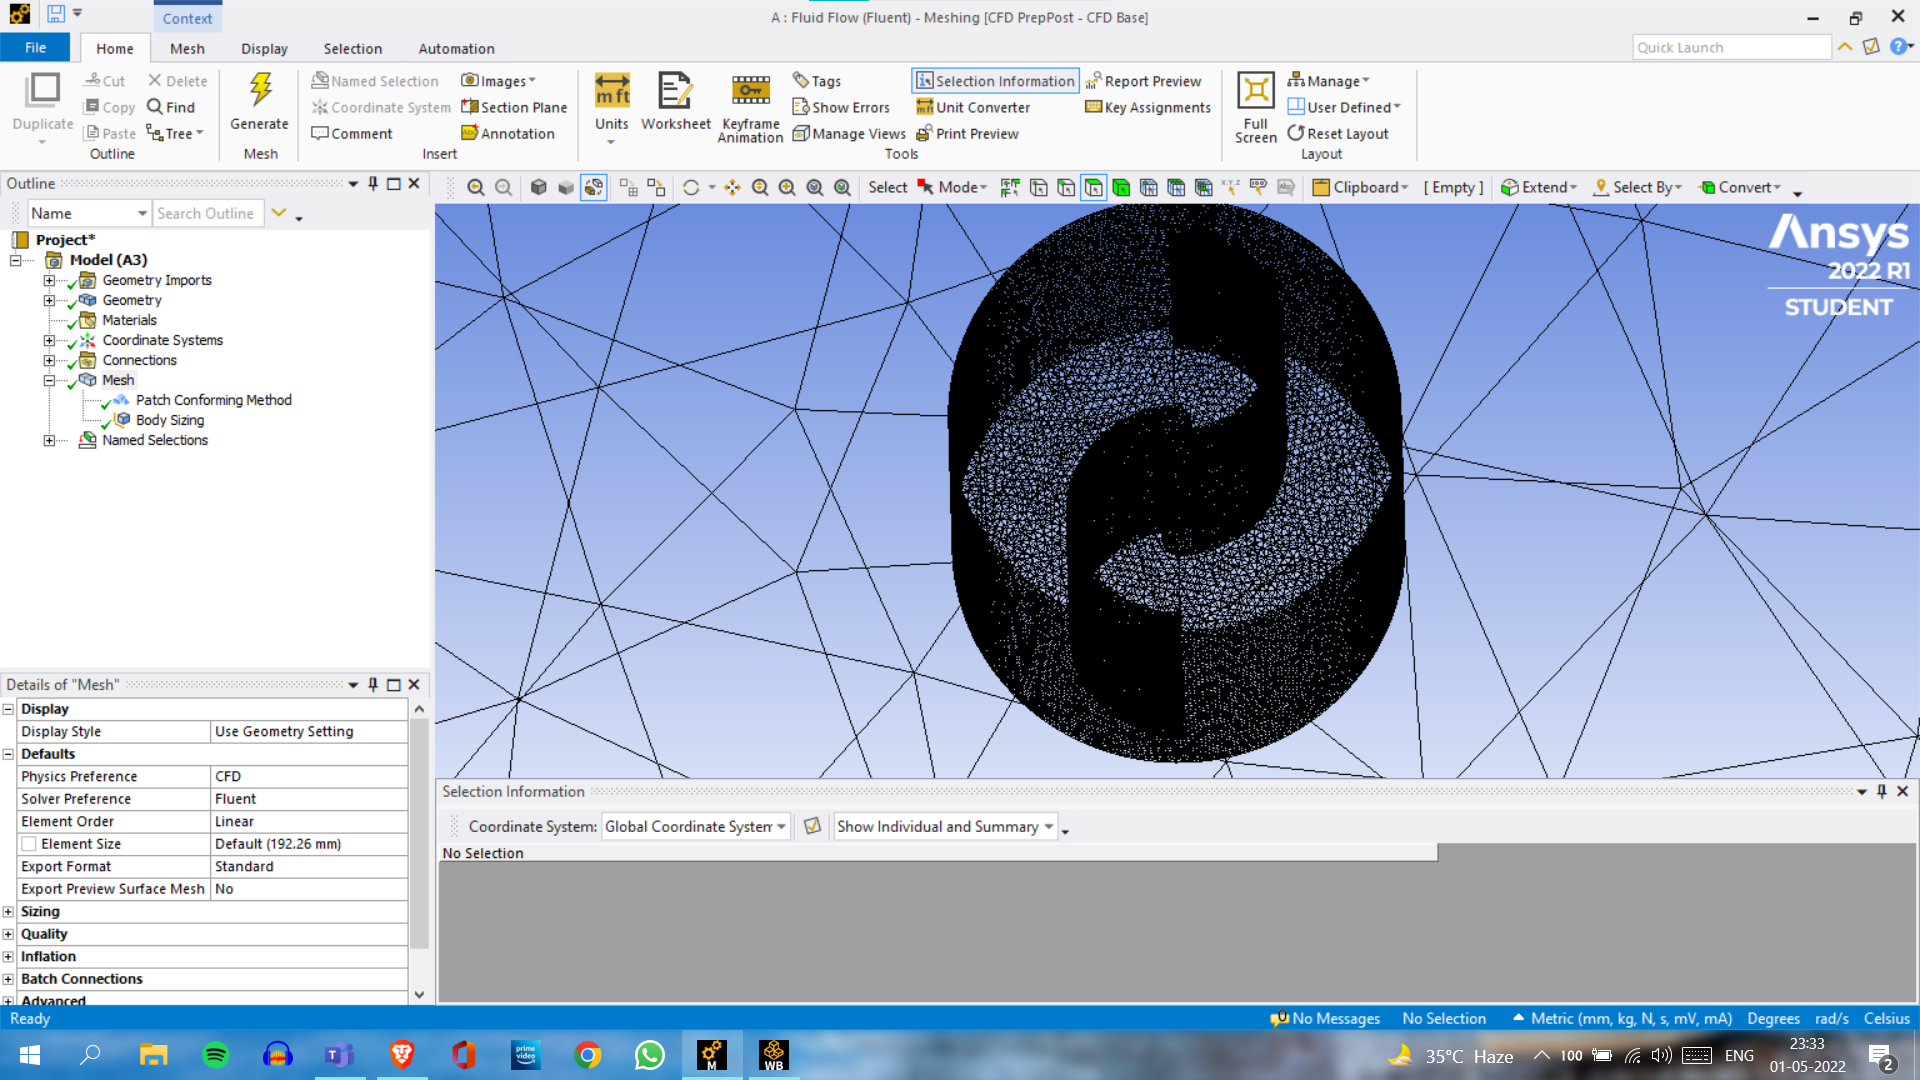 Context
A : Fluid Flow (Fluent) - Meshing [CFD PrepPost - CFD Base]
File Home Mesh Display Selection Automation
Quick Launch
Duplicate
Cut
Copy
Paste
Delete
Find
Tree
Outline
Generate
Mesh
Named Selection
Coordinate System
Comment
Images
Section Plane
Annotation
Insert
m ft
Units
Worksheet
Keyframe
Animation
Tags
Show Errors
Manage Views
Selection Information
Unit Converter
Print Preview
Report Preview
Key Assignments
Tools
Full
Screen
Manage
User Defined
Reset Layout
Layout
Outline
Name
Search Outline
Select Mode Clipboard [ Empty ] Extend Select By Convert
Project*
Model (A3)
Geometry Imports
Geometry
Materials
Coordinate Systems
Connections
Mesh
Patch Conforming Method
Body Sizing
Named Selections
Ansys
2022 R1
STUDENT
Details of "Mesh"
Display
Display Style Use Geometry Setting
Defaults
Physics Preference CFD
Solver Preference Fluent
Element Order Linear
Element Size Default (192.26 mm)
Export Format Standard
Export Preview Surface Mesh No
Sizing
Quality
Inflation
Batch Connections
Advanced
Selection Information
Coordinate System: Global Coordinate System Show Individual and Summary
No Selection
Ready
0 No Messages No Selection Metric (mm, kg, N, s, mV, mA) Degrees rad/s Celsius
prime
video
M
WB
35°C Haze
100
ENG
23:33
01-05-2022
2